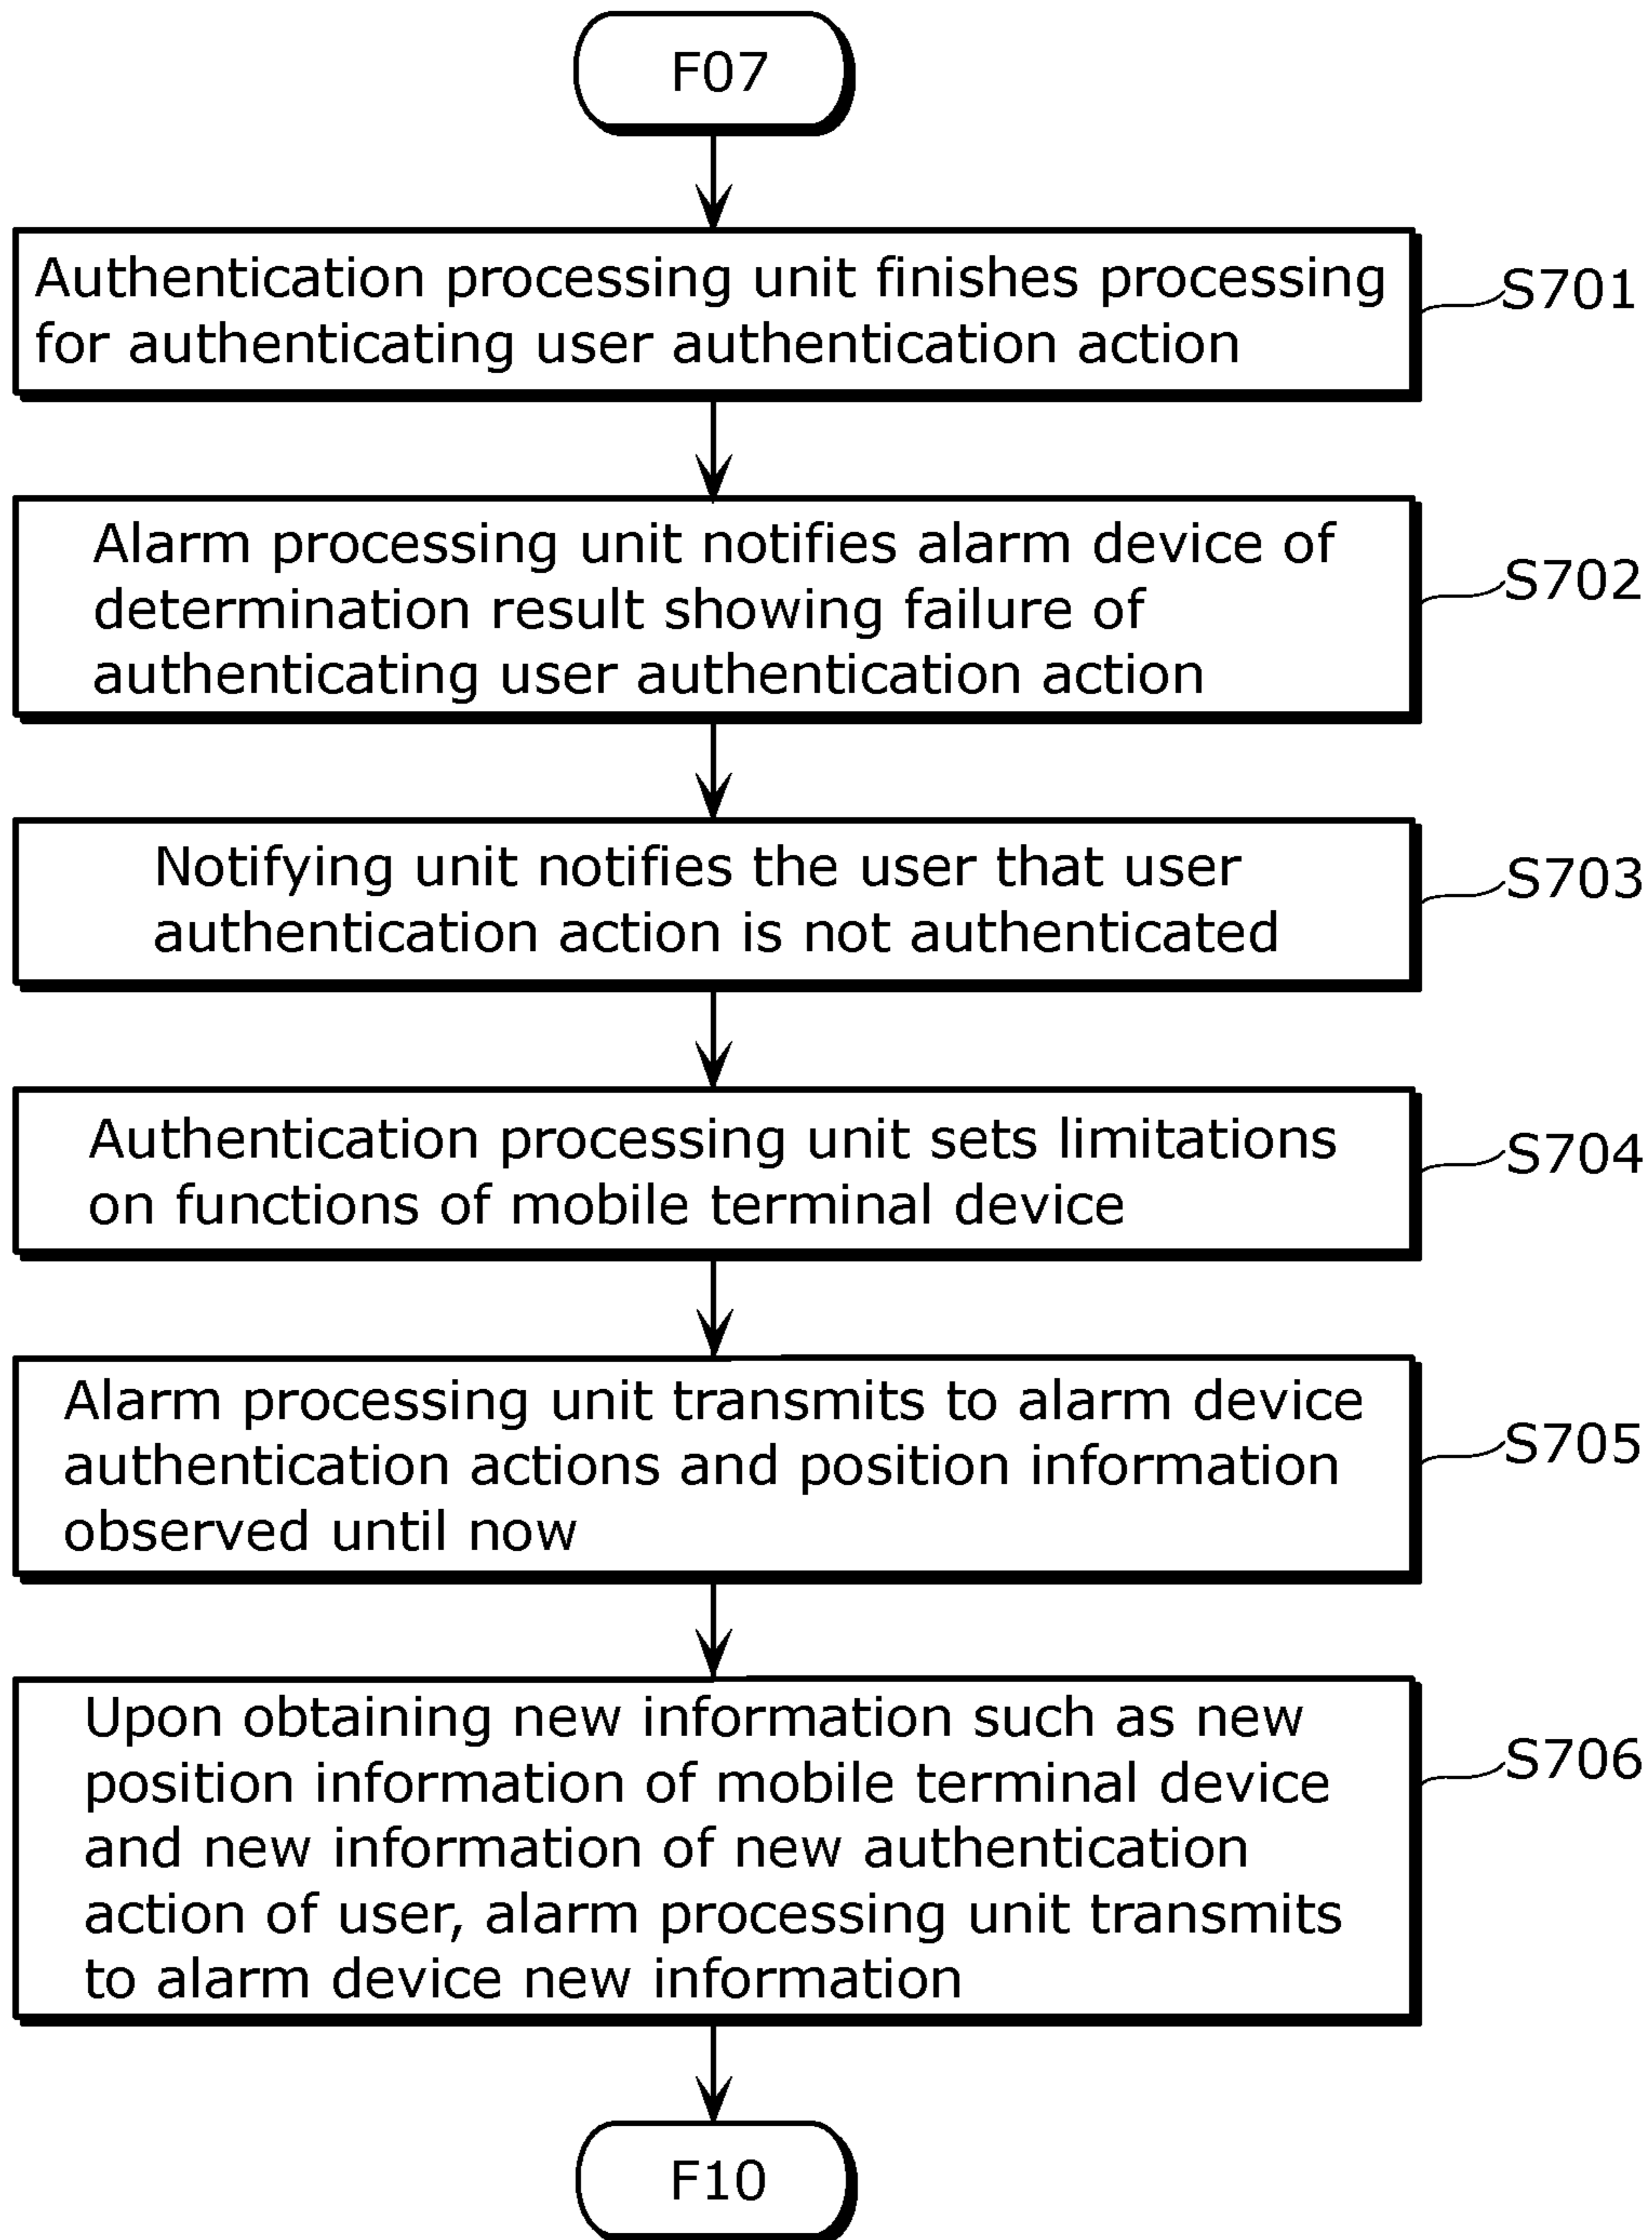 F07
Authentication processing unit finishes processing
for authenticating user authentication action
S701
Alarm processing unit notifies alarm device of
determination result showing failure of
authenticating user authentication action
S702
Notifying unit notifies the user that user
authentication action is not authenticated
S703
Authentication processing unit sets limitations
on functions of mobile terminal device
S704
Alarm processing unit transmits to alarm device
authentication actions and position information
observed until now
S705
Upon obtaining new information such as new
position information of mobile terminal device
and new information of new authentication
action of user, alarm processing unit transmits
to alarm device new information
S706
F10